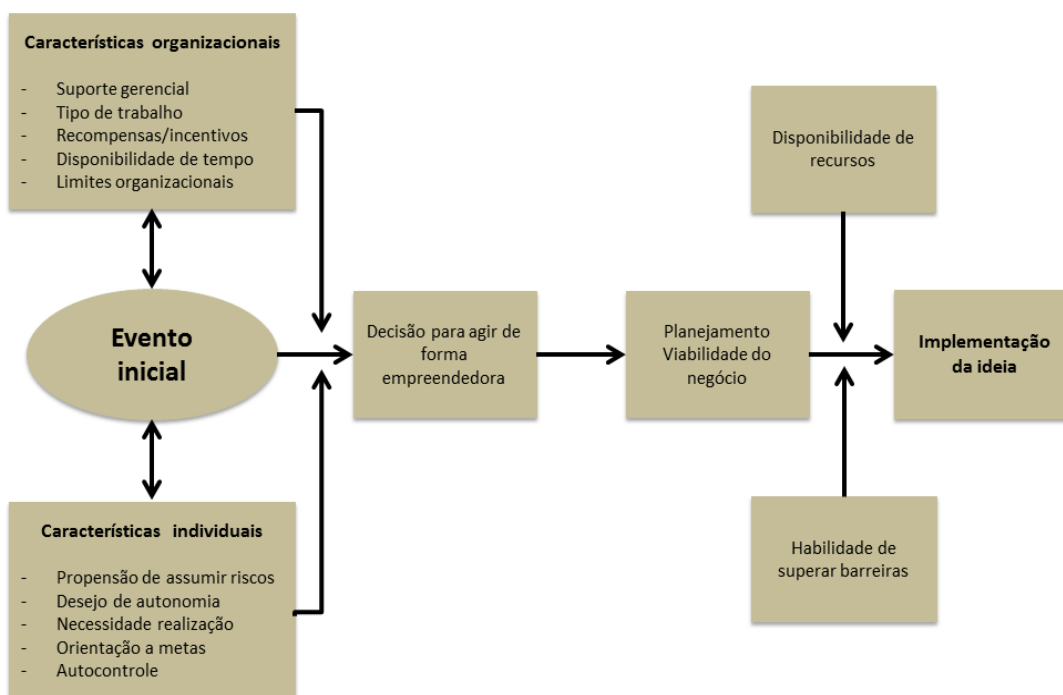 Características organizacionais
- Suporte gerencial
- Tipo de trabalho
- Recompensas/incentivos
- Disponibilidade de tempo
- Limites organizacionais
Evento
inicial
Características individuais
- Propensão de assumir riscos
- Desejo de autonomia
- Necessidade realização
- Orientação a metas
- Autocontrole
Decisão para agir de
forma
empreendedora
Planejamento
Viabilidade do
negócio
Disponibilidade de
recursos
Habilidade de
superar barreiras
Implementação
da ideia